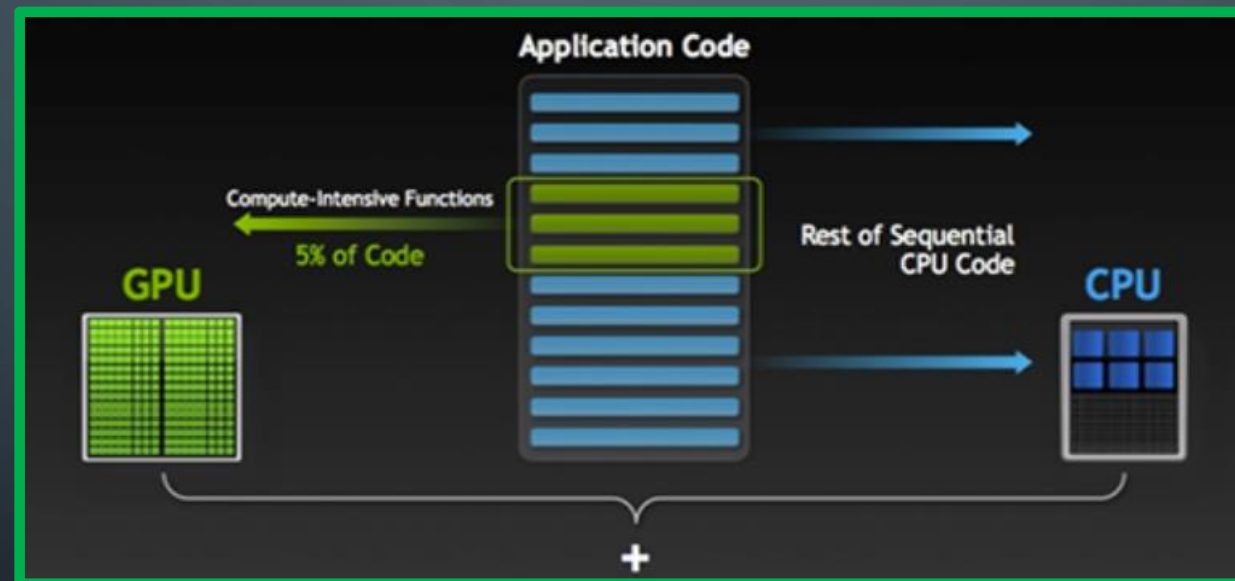 Application Code
Compute-Intensive Functions
5% of Code
GPU
Rest of Sequential
CPU Code
CPU
+